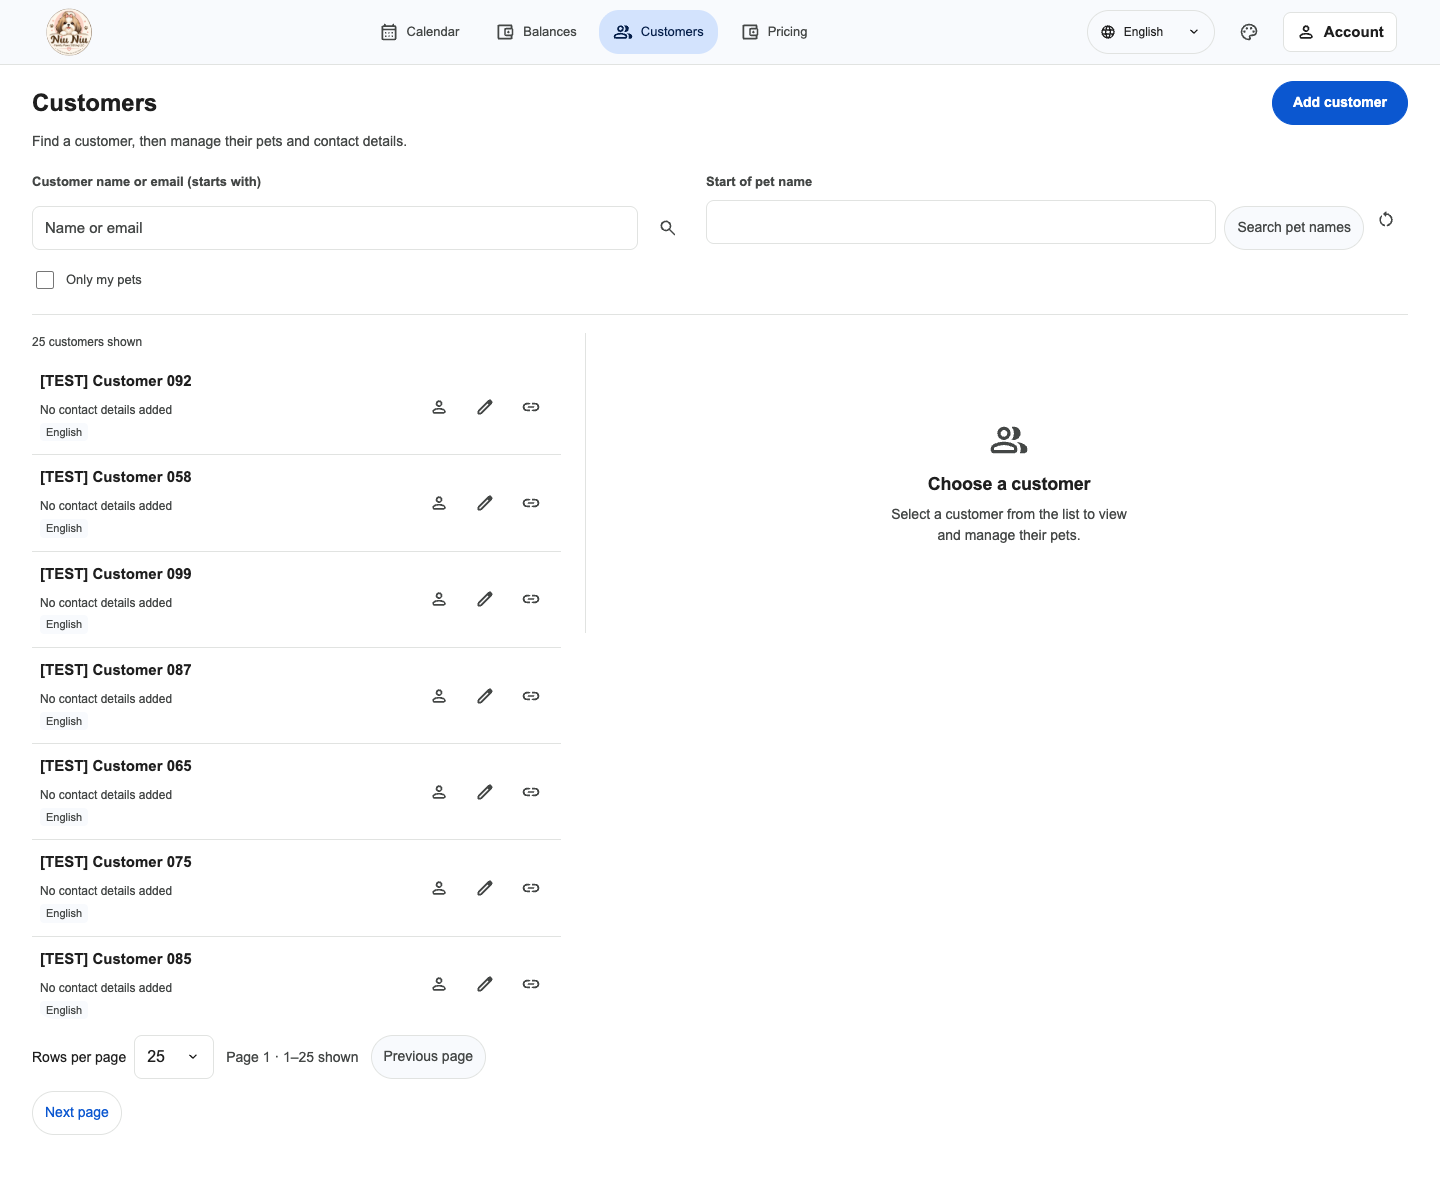 Niu Niu
Calendar
Balances
Customers
Pricing
English
Account
Customers
Add customer
Find a customer, then manage their pets and contact details.
Customer name or email (starts with)
Start of pet name
Name or email
Search pet names
Only my pets
25 customers shown
[TEST] Customer 092
No contact details added
English
[TEST] Customer 058
No contact details added
English
[TEST] Customer 099
No contact details added
English
[TEST] Customer 087
No contact details added
English
[TEST] Customer 065
No contact details added
English
[TEST] Customer 075
No contact details added
English
[TEST] Customer 085
No contact details added
English
Choose a customer
Select a customer from the list to view
and manage their pets.
Rows per page
25
Page 1 · 1–25 shown
Previous page
Next page